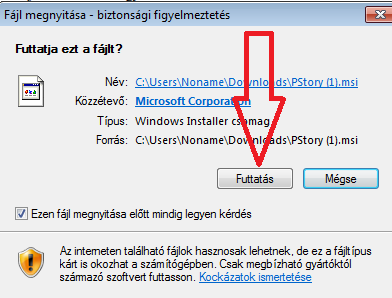 Fájl megnyitása - biztonsági figyelmeztetés
Futtatja ezt a fájlt?
Név: C:\Users\Noname\Downloads\PStory (1).msi
Közzétevő: Microsoft Corporation
Típus: Windows Installer csomag
Forrás: C:\Users\Noname\Downloads\PStory (1).msi
Futtatás Mégse
Ezen fájl megnyitása előtt mindig legyen kérdés
Az interneten található fájlok hasznosak lehetnek, de ez a fájltípus
kárt is okozhat a számítógépben. Csak megbízható gyártóktól
származó szoftvert futtasson. Kockázatok ismertetése